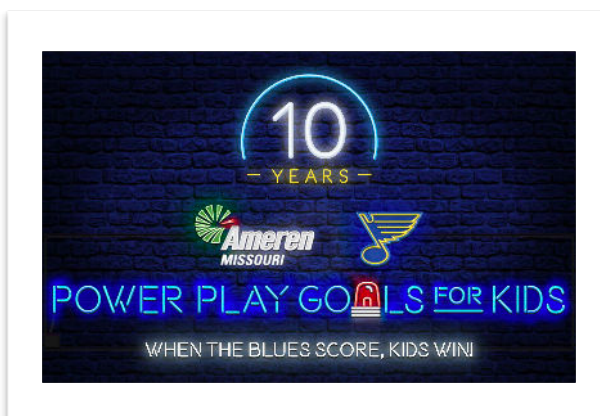 10
— YEARS —
Ameren
MISSOURI
POWER PLAY GOALS FOR KIDS
WHEN THE BLUES SCORE, KIDS WIN!